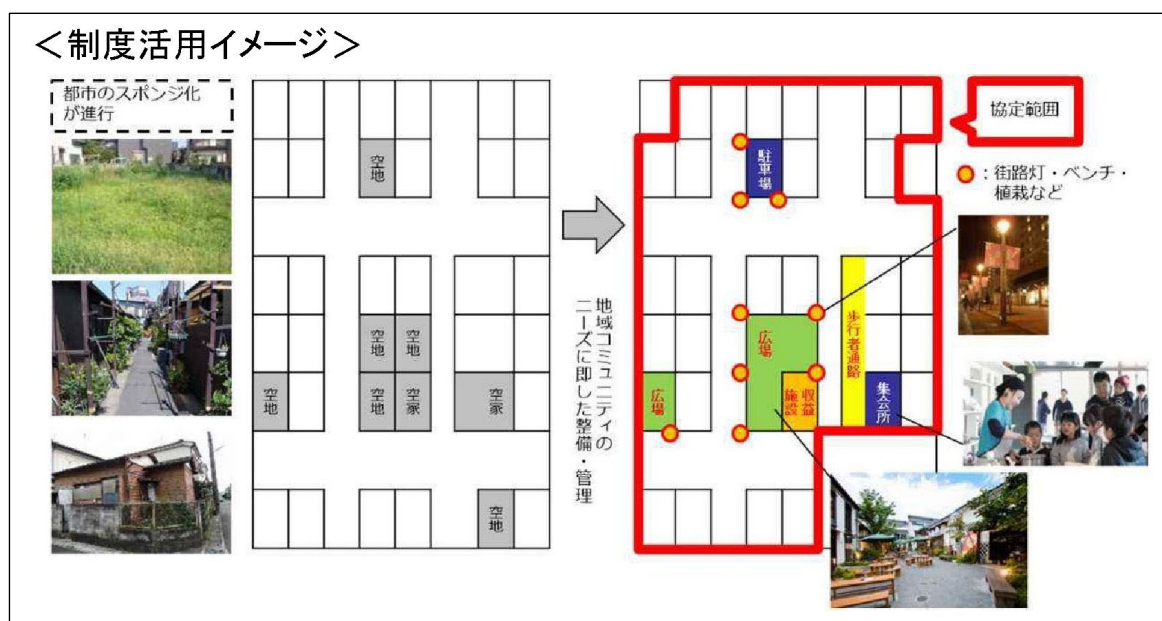 ＜制度活用イメージ＞
都市のスポンジ化
が進行
空地
空地
空地
空地
空地
空家
空家
空地
地域コミュニティの
ニーズに即した整備・管理
協定範囲
：街路灯・ベンチ・
植栽など
駐車場
広場
歩行者通路
広場
収益
施設
集会所